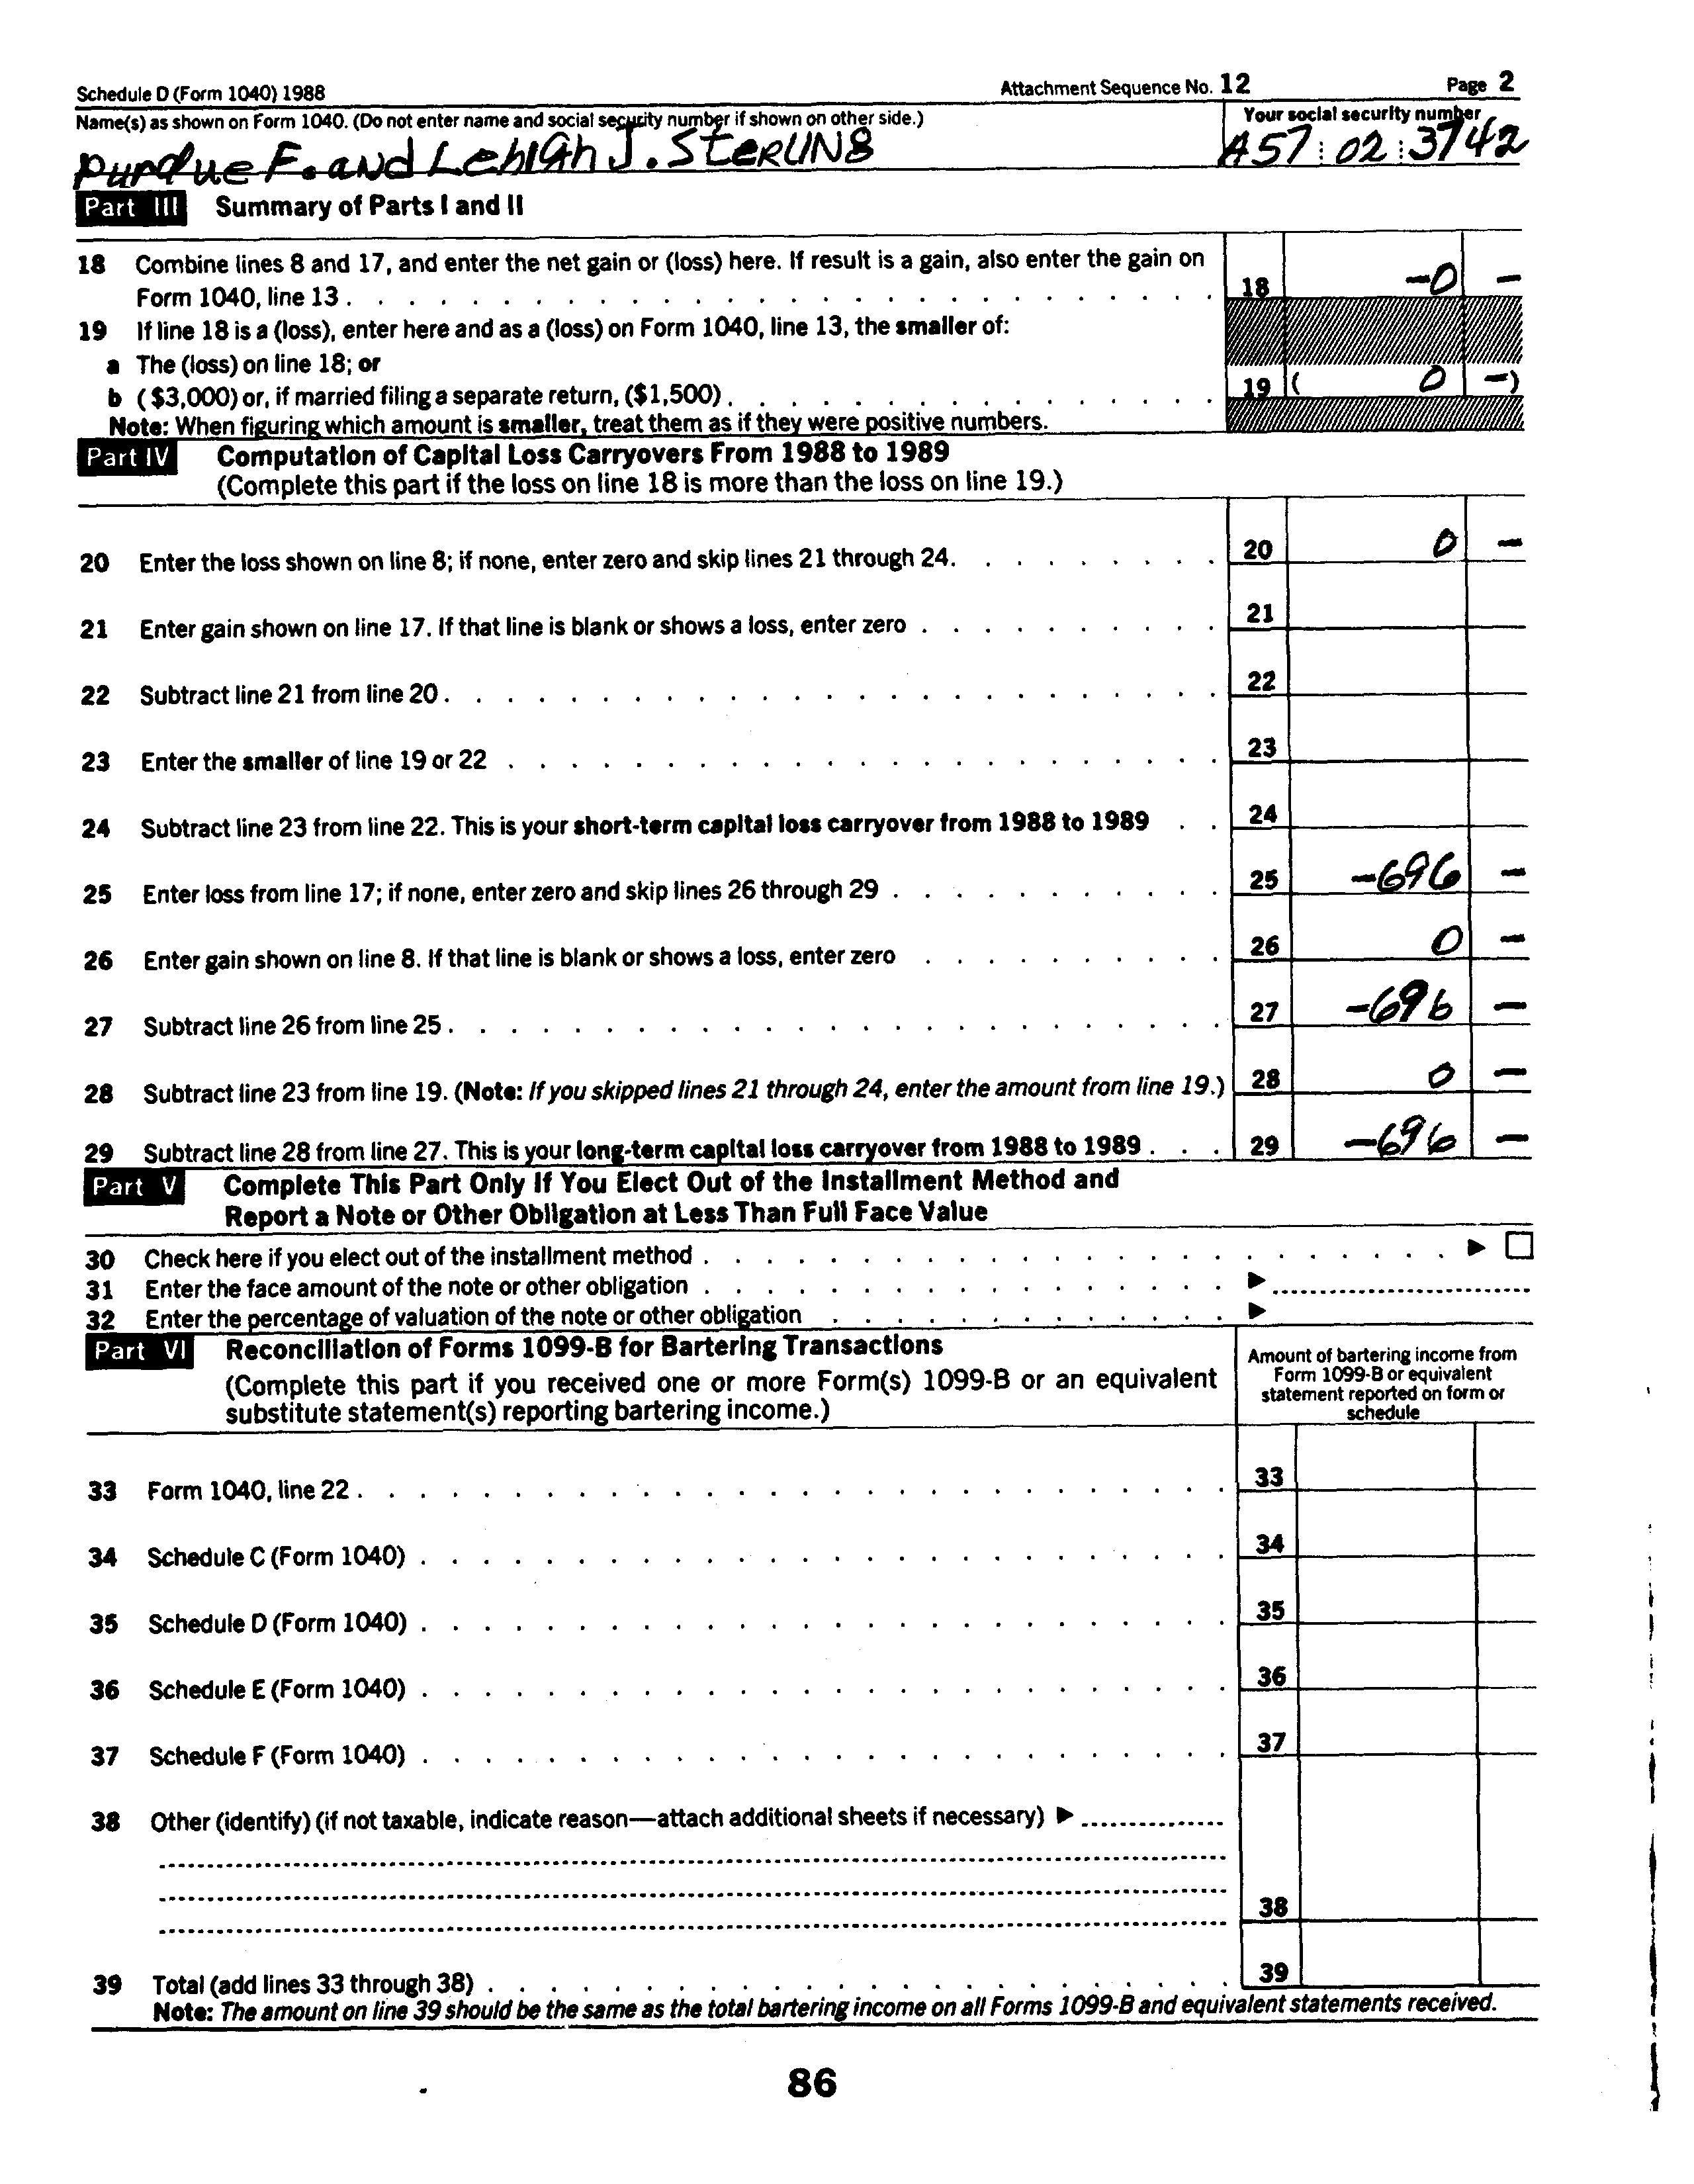 Schedule D (Form 1040) 1988 Attachment Sequence No. 12 Page 2
Name(s) as shown on Form 1040. (Do not enter name and social security number if shown on other side.) Your social security number
Purdue F. and Lehigh J. Sterling A57 02 3742
Part III Summary of Parts I and II
18 Combine lines 8 and 17, and enter the net gain or (loss) here. If result is a gain, also enter the gain on
Form 1040, line 13 . 18 -0 -
19 If line 18 is a (loss), enter here and as a (loss) on Form 1040, line 13, the smaller of:
a The (loss) on line 18; or
b ($3,000) or, if married filing a separate return, ($1,500) . 19 ( 0 -)
Note: When figuring which amount is smaller, treat them as if they were positive numbers.
Part IV Computation of Capital Loss Carryovers From 1988 to 1989
(Complete this part if the loss on line 18 is more than the loss on line 19.)
20 Enter the loss shown on line 8; if none, enter zero and skip lines 21 through 24. 20 0 -
21 Enter gain shown on line 17. If that line is blank or shows a loss, enter zero 21
22 Subtract line 21 from line 20 . 22
23 Enter the smaller of line 19 or 22 23
24 Subtract line 23 from line 22. This is your short-term capital loss carryover from 1988 to 1989 24
25 Enter loss from line 17; if none, enter zero and skip lines 26 through 29 25 -696 -
26 Enter gain shown on line 8. If that line is blank or shows a loss, enter zero 26 0 -
27 Subtract line 26 from line 25 . 27 -696 -
28 Subtract line 23 from line 19. (Note: If you skipped lines 21 through 24, enter the amount from line 19.) 28 0 -
29 Subtract line 28 from line 27. This is your long-term capital loss carryover from 1988 to 1989 . 29 -696 -
Part V Complete This Part Only If You Elect Out of the Installment Method and
Report a Note or Other Obligation at Less Than Full Face Value
30 Check here if you elect out of the installment method . ▶ □
31 Enter the face amount of the note or other obligation . ▶
32 Enter the percentage of valuation of the note or other obligation ▶
Part VI Reconciliation of Forms 1099-B for Bartering Transactions
(Complete this part if you received one or more Form(s) 1099-B or an equivalent
substitute statement(s) reporting bartering income.)
Amount of bartering income from
Form 1099-B or equivalent
statement reported on form or
schedule
33 Form 1040, line 22 . 33
34 Schedule C (Form 1040) . 34
35 Schedule D (Form 1040) . 35
36 Schedule E (Form 1040) . 36
37 Schedule F (Form 1040) . 37
38 Other (identify) (if not taxable, indicate reason—attach additional sheets if necessary) ▶
38
39 Total (add lines 33 through 38) . 39
Note: The amount on line 39 should be the same as the total bartering income on all Forms 1099-B and equivalent statements received.
86